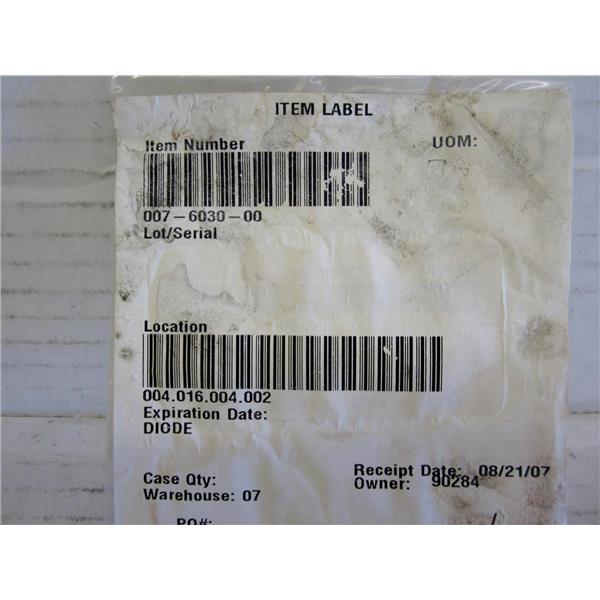 ITEM LABEL
Item Number UOM:
007-6030-00
Lot/Serial
Location
004.016.004.002
Expiration Date:
DIODE
Case Qty: Receipt Date: 08/21/07
Warehouse: 07 Owner: 90284
PO#: